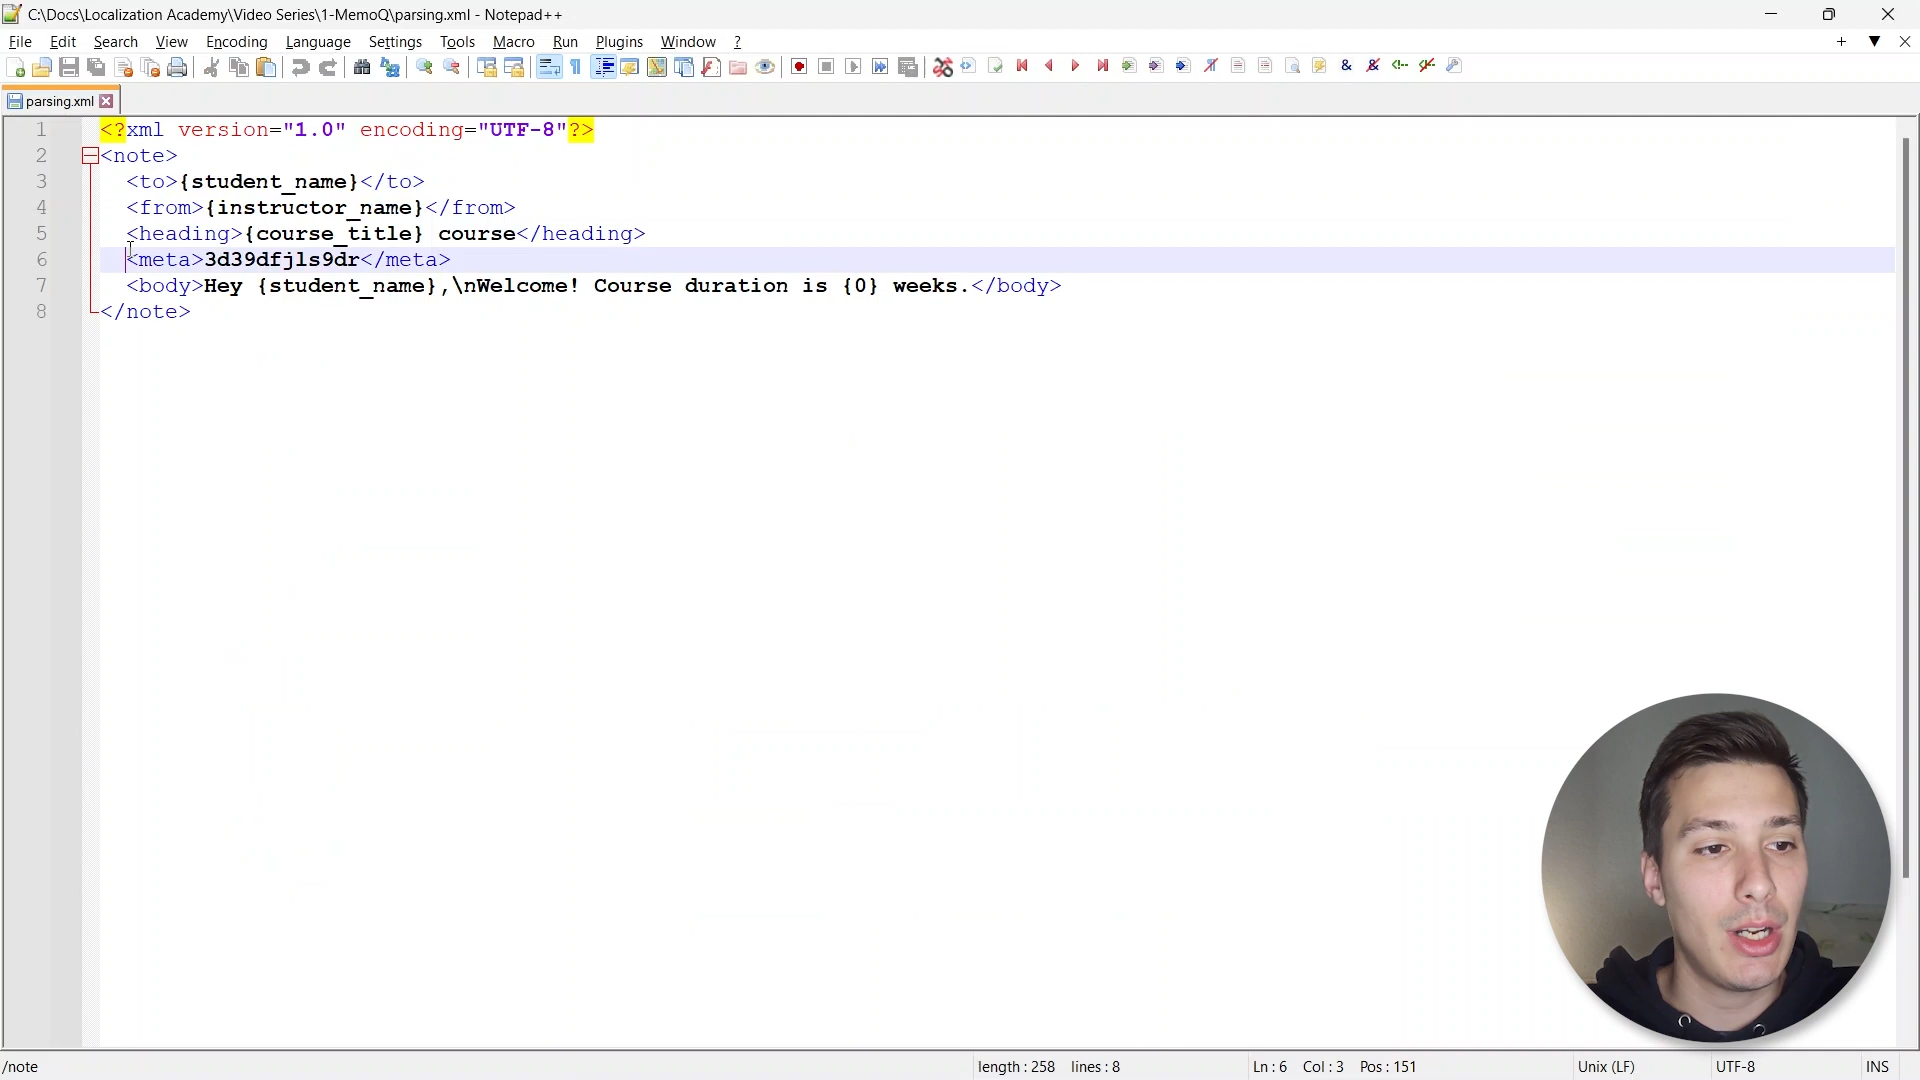 C:\Docs\Localization Academy\Video Series\1-MemoQ\parsing.xml - Notepad++
File Edit Search View Encoding Language Settings Tools Macro Run Plugins Window ?
parsing.xml
1 <?xml version="1.0" encoding="UTF-8"?>
2 <note>
3 <to>{student_name}</to>
4 <from>{instructor_name}</from>
5 <heading>{course_title} course</heading>
6 <meta>3d39dfjls9dr</meta>
7 <body>Hey {student_name},\nWelcome! Course duration is {0} weeks.</body>
8 </note>
/note length : 258 lines : 8 Ln : 6 Col : 3 Pos : 151 Unix (LF) UTF-8 INS